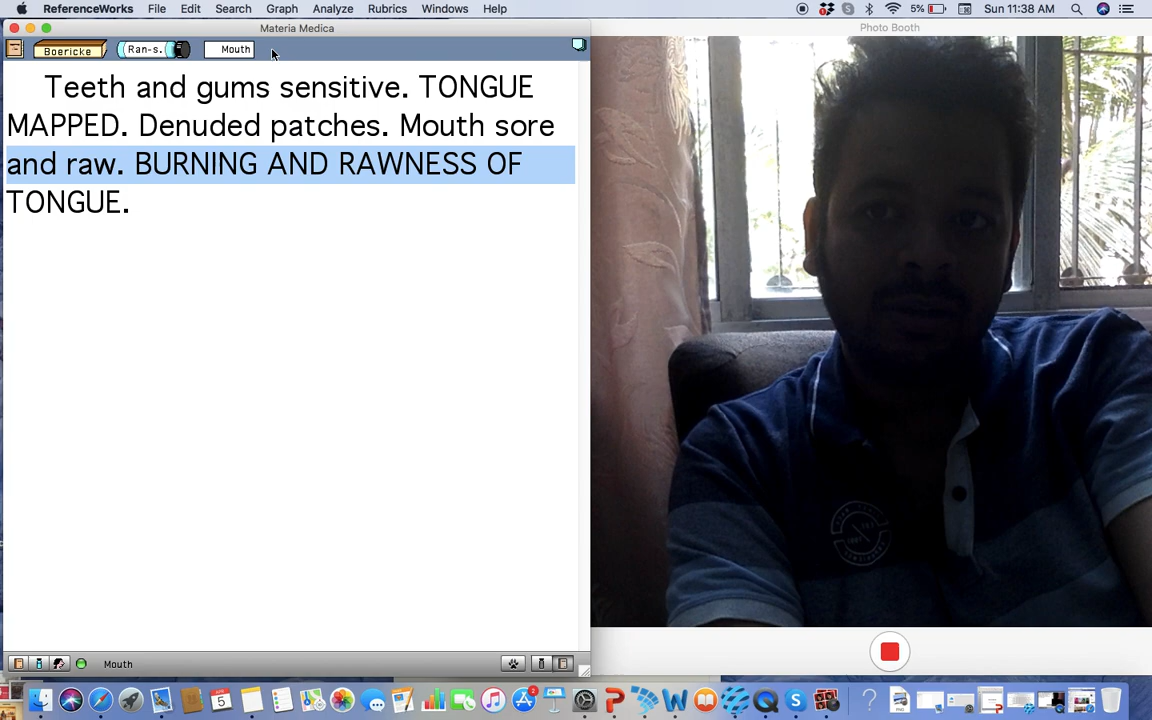 ReferenceWorks File Edit Search Graph Analyze Rubrics Windows Help 5% Sun 11:38 AM
Materia Medica
Photo Booth
Boericke Ran-s. Mouth
Teeth and gums sensitive. TONGUE
MAPPED. Denuded patches. Mouth sore
and raw. BURNING AND RAWNESS OF
TONGUE.
Mouth